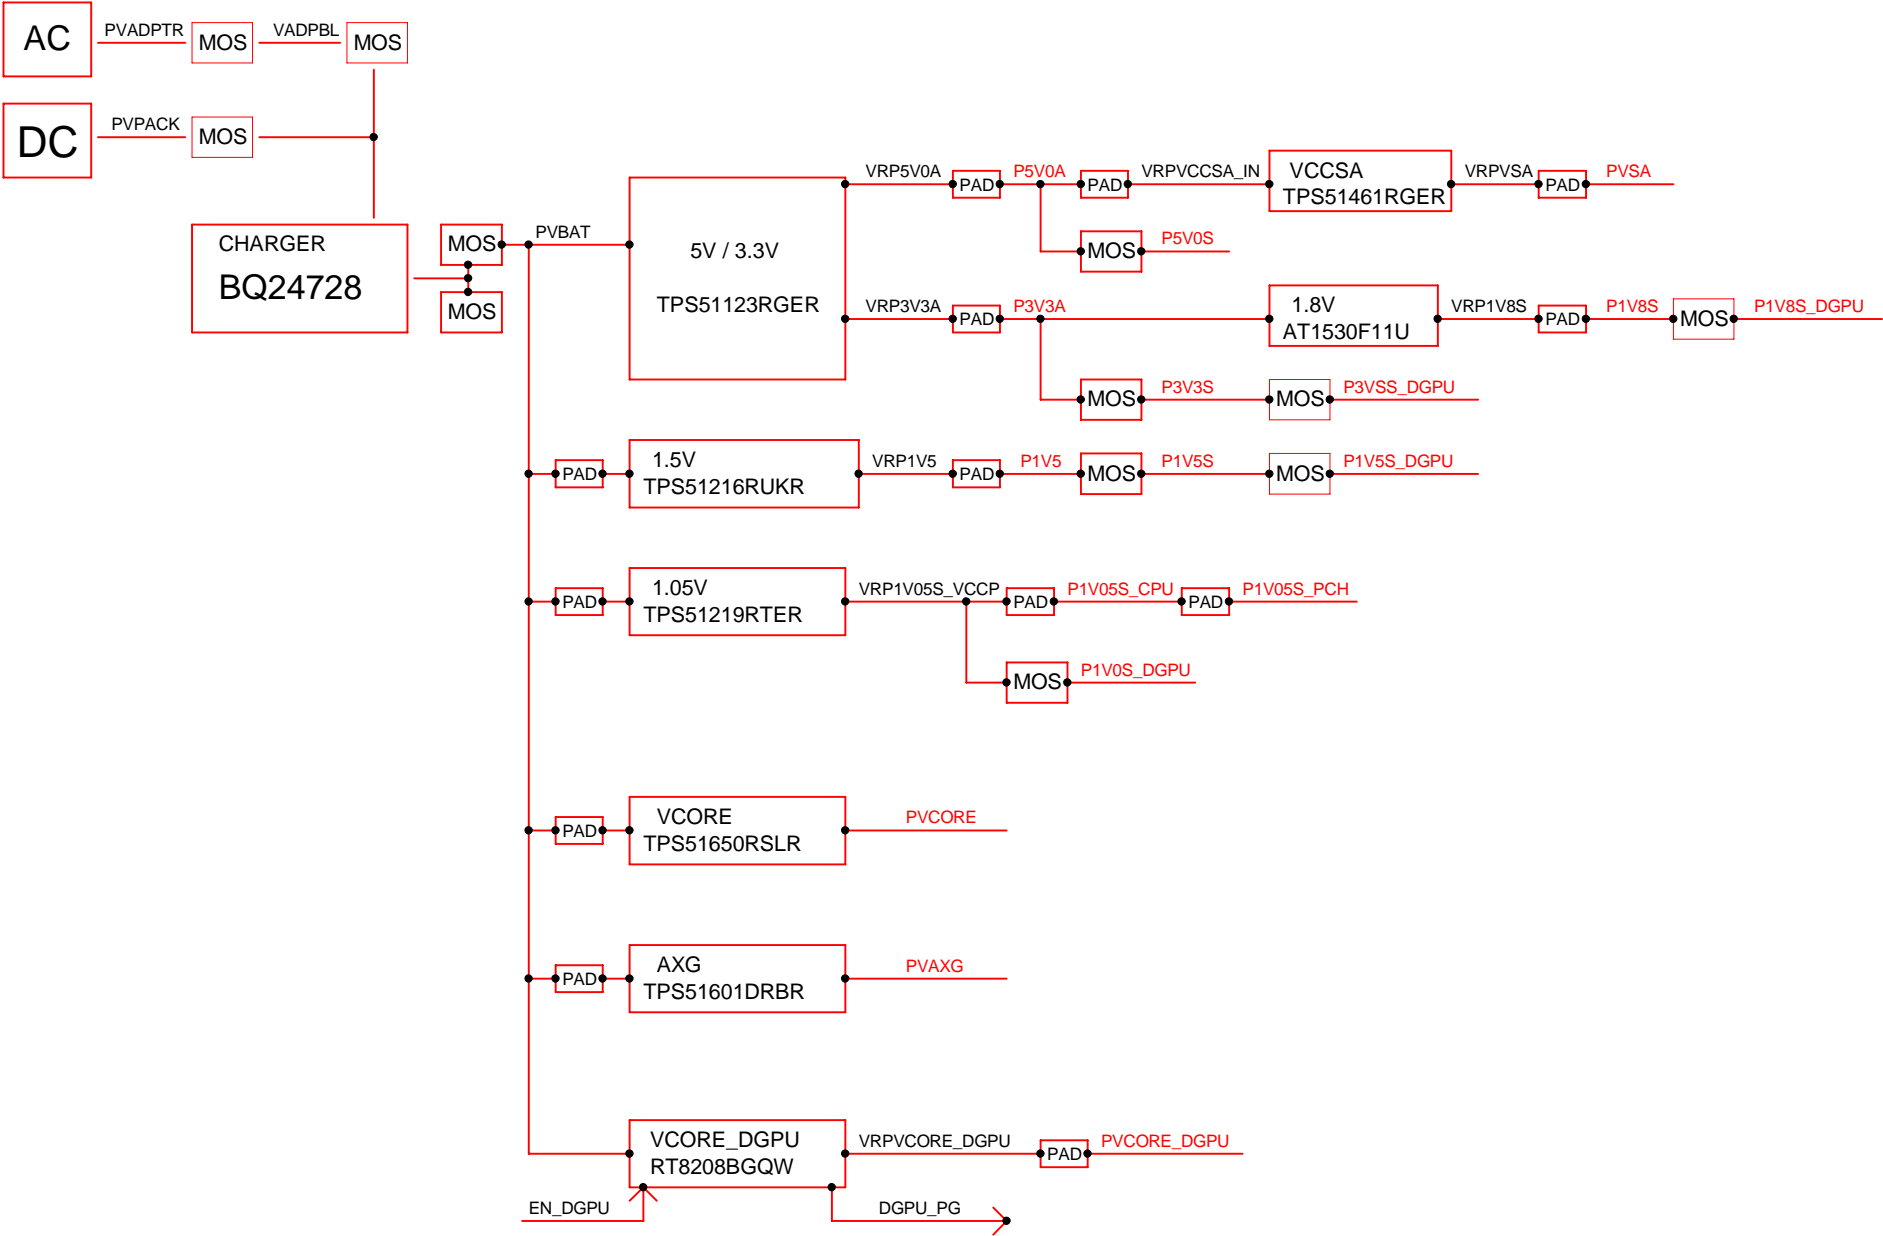 AC
PVADPTR
MOS
VADPBL
MOS
DC
PVPACK
MOS
CHARGER
BQ24728
MOS
MOS
PVBAT
5V / 3.3V
TPS51123RGER
VRP5V0A
PAD
P5V0A
PAD
VRPVCCSA_IN
VCCSA
TPS51461RGER
VRPVSA
PAD
PVSA
MOS
P5V0S
VRP3V3A
PAD
P3V3A
1.8V
AT1530F11U
VRP1V8S
PAD
P1V8S
MOS
P1V8S_DGPU
MOS
P3V3S
MOS
P3VSS_DGPU
PAD
1.5V
TPS51216RUKR
VRP1V5
PAD
P1V5
MOS
P1V5S
MOS
P1V5S_DGPU
PAD
1.05V
TPS51219RTER
VRP1V05S_VCCP
PAD
P1V05S_CPU
PAD
P1V05S_PCH
MOS
P1V0S_DGPU
PAD
VCORE
TPS51650RSLR
PVCORE
PAD
AXG
TPS51601DRBR
PVAXG
VCORE_DGPU
RT8208BGQW
VRPVCORE_DGPU
PAD
PVCORE_DGPU
EN_DGPU
DGPU_PG